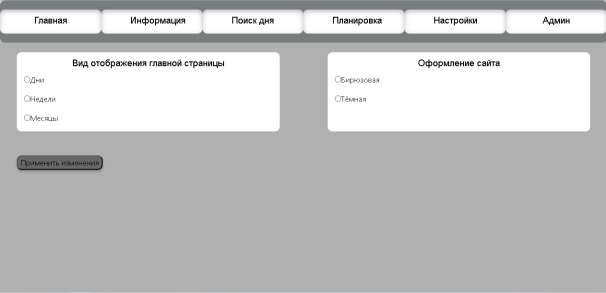 Главная Информация Поиск дня Планировка Настройки Админ
Вид отображения главной страницы
Дни
Недели
Месяцы
Оформление сайта
Бирюзовая
Тёмная
Применить изменения